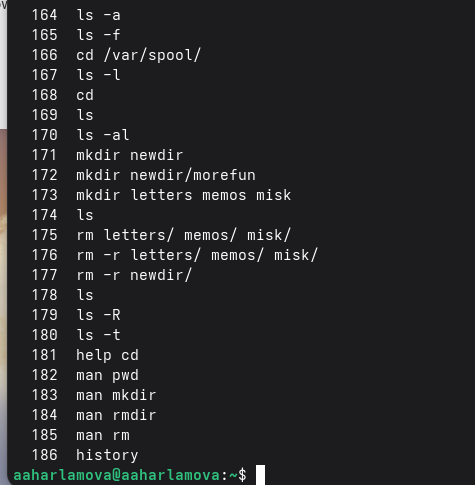 164 ls -a
165 ls -f
166 cd /var/spool/
167 ls -l
168 cd
169 ls
170 ls -al
171 mkdir newdir
172 mkdir newdir/morefun
173 mkdir letters memos misk
174 ls
175 rm letters/ memos/ misk/
176 rm -r letters/ memos/ misk/
177 rm -r newdir/
178 ls
179 ls -R
180 ls -t
181 help cd
182 man pwd
183 man mkdir
184 man rmdir
185 man rm
186 history
aaharlamova@aaharlamova:~$